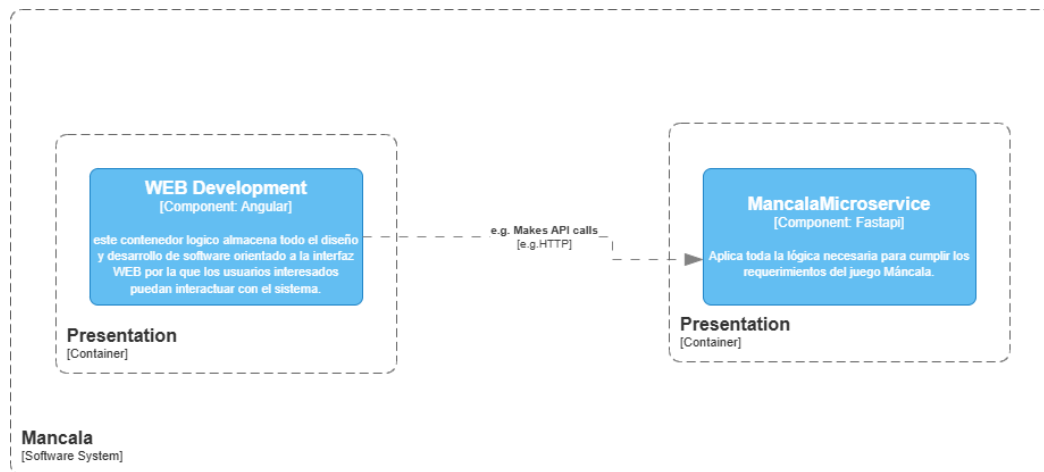 WEB Development
[Component: Angular]
este contenedor logico almacena todo el diseño
y desarrollo de software orientado a la interfaz
WEB por la que los usuarios interesados
puedan interactuar con el sistema.
Presentation
[Container]
e.g. Makes API calls
[e.g.HTTP]
MancalaMicroservice
[Component: Fastapi]
Aplica toda la lógica necesaria para cumplir los
requerimientos del juego Máncala.
Presentation
[Container]
Mancala
[Software System]